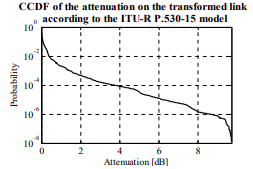 CCDF of the attenuation on the transformed link
according to the ITU-R P.530-15 model
Probability
10^0
10^-2
10^-4
10^-6
10^-8
0 2 4 6 8
Attenuation [dB]